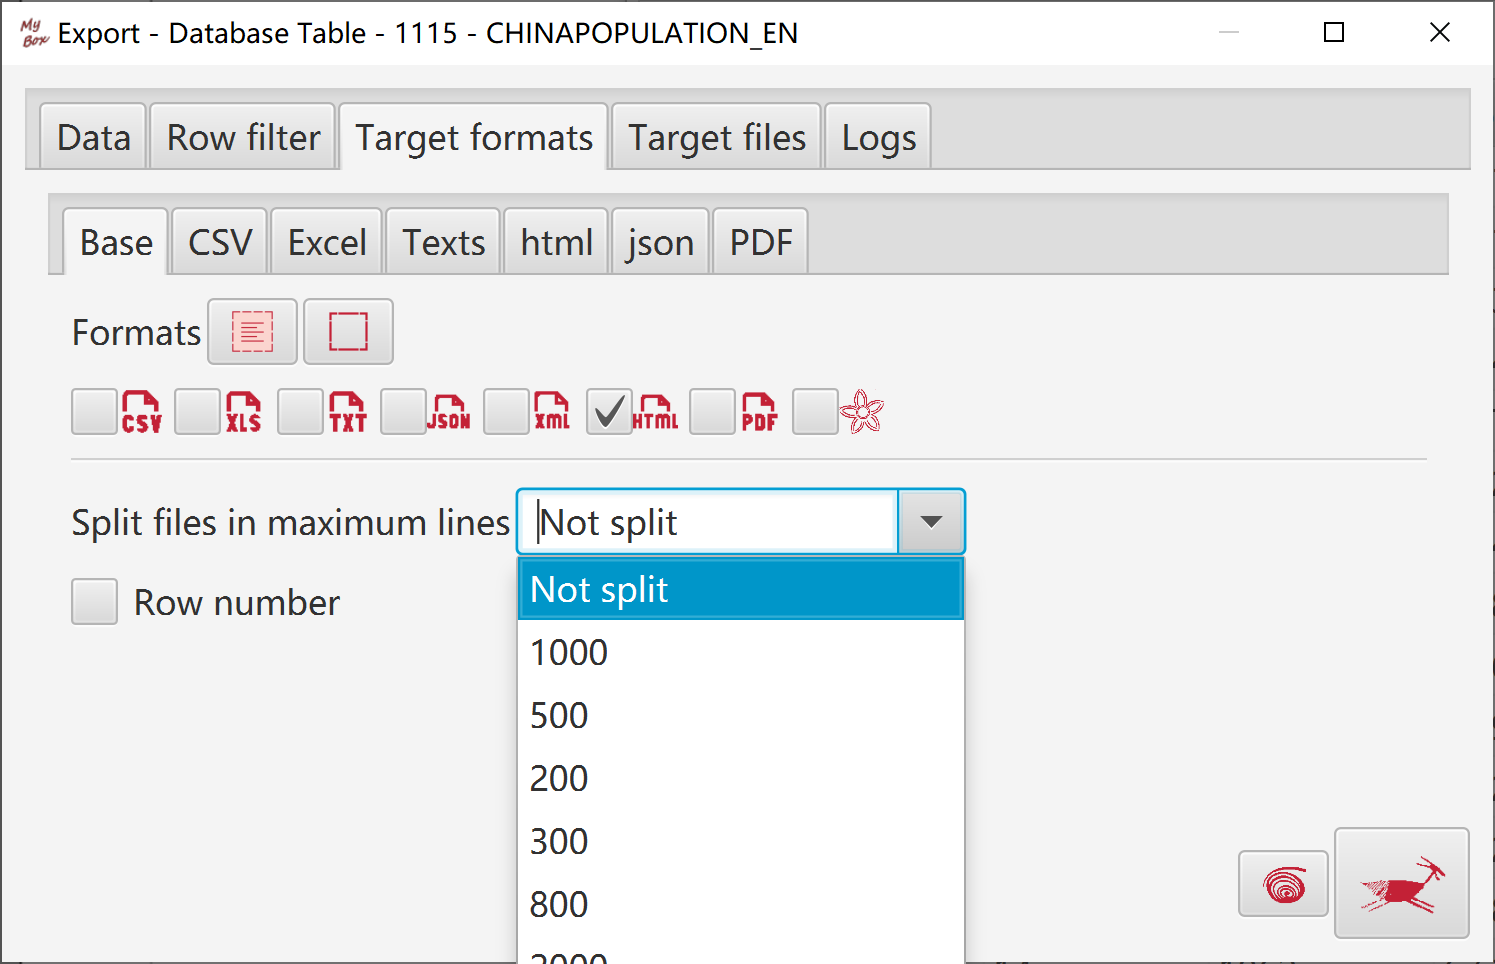 My Box Export - Database Table - 1115 - CHINAPOPULATION_EN
Data Row filter Target formats Target files Logs
Base CSV Excel Texts html json PDF
Formats
CSV XLS TXT JSON XML HTML PDF
Split files in maximum lines Not split
Not split
Row number
1000
500
200
300
800
2000